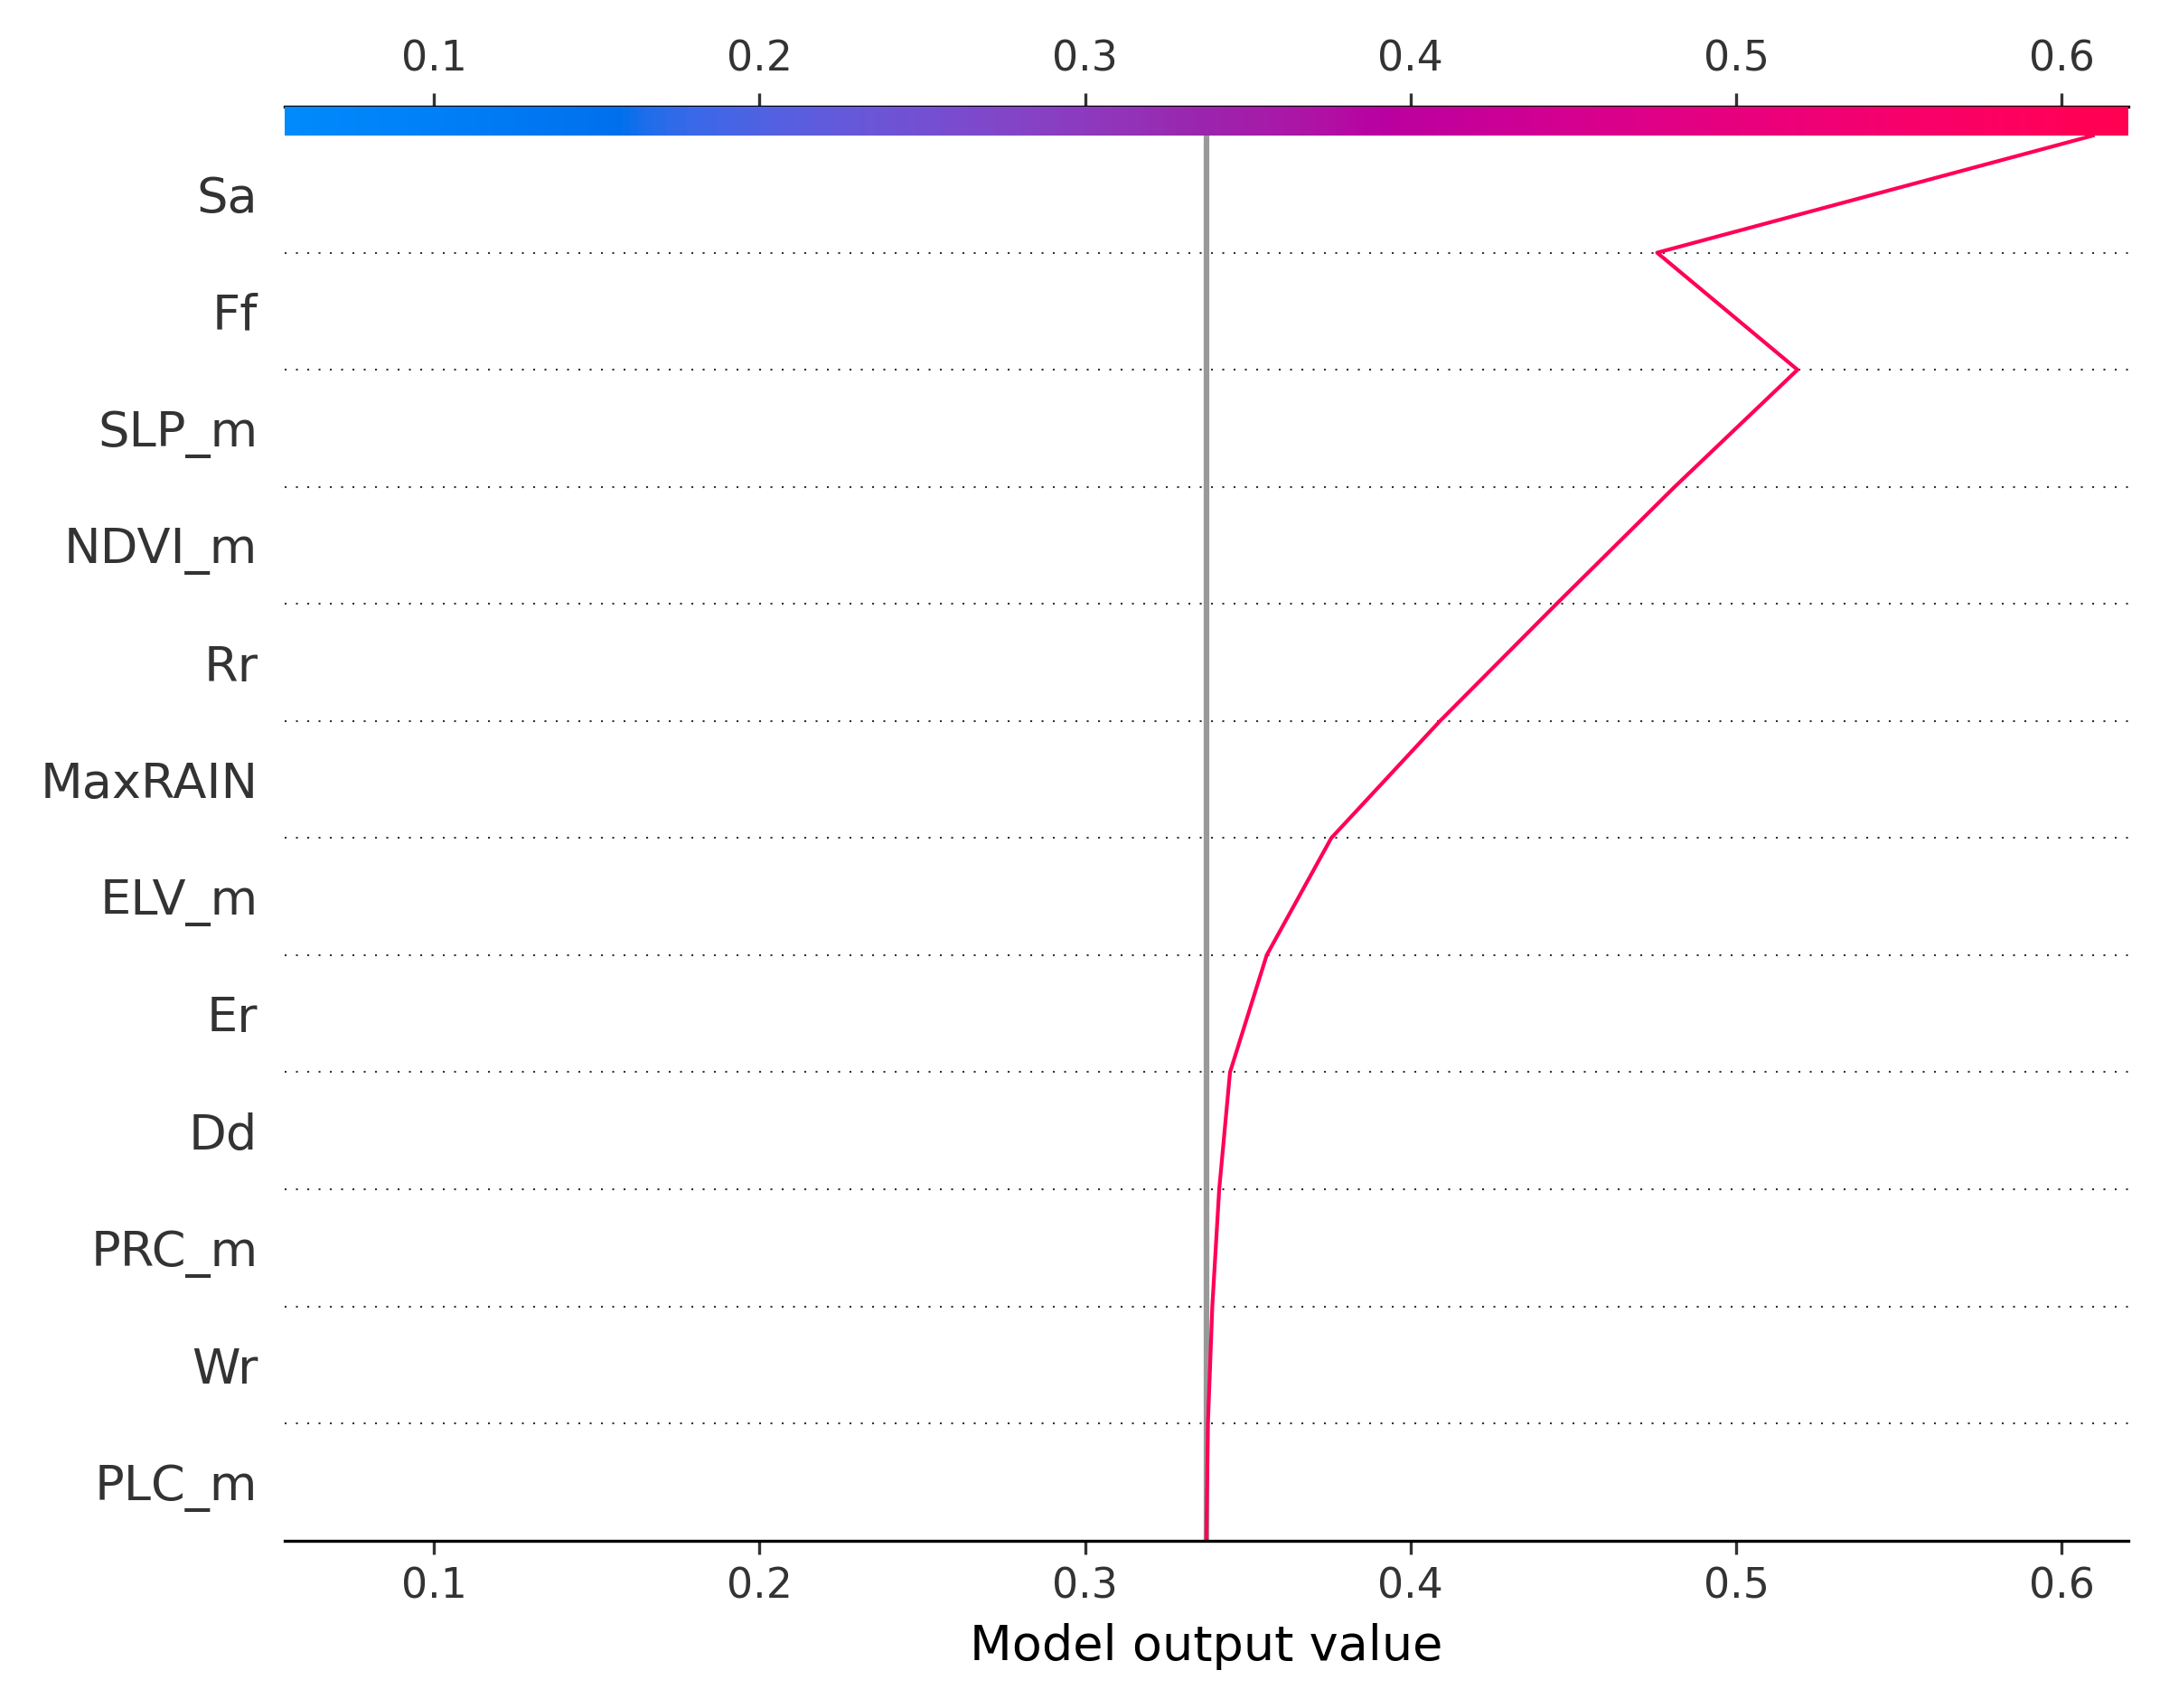 0.1 0.2 0.3 0.4 0.5 0.6
Sa
Ff
SLP_m
NDVI_m
Rr
MaxRAIN
ELV_m
Er
Dd
PRC_m
Wr
PLC_m
0.1 0.2 0.3 0.4 0.5 0.6
Model output value